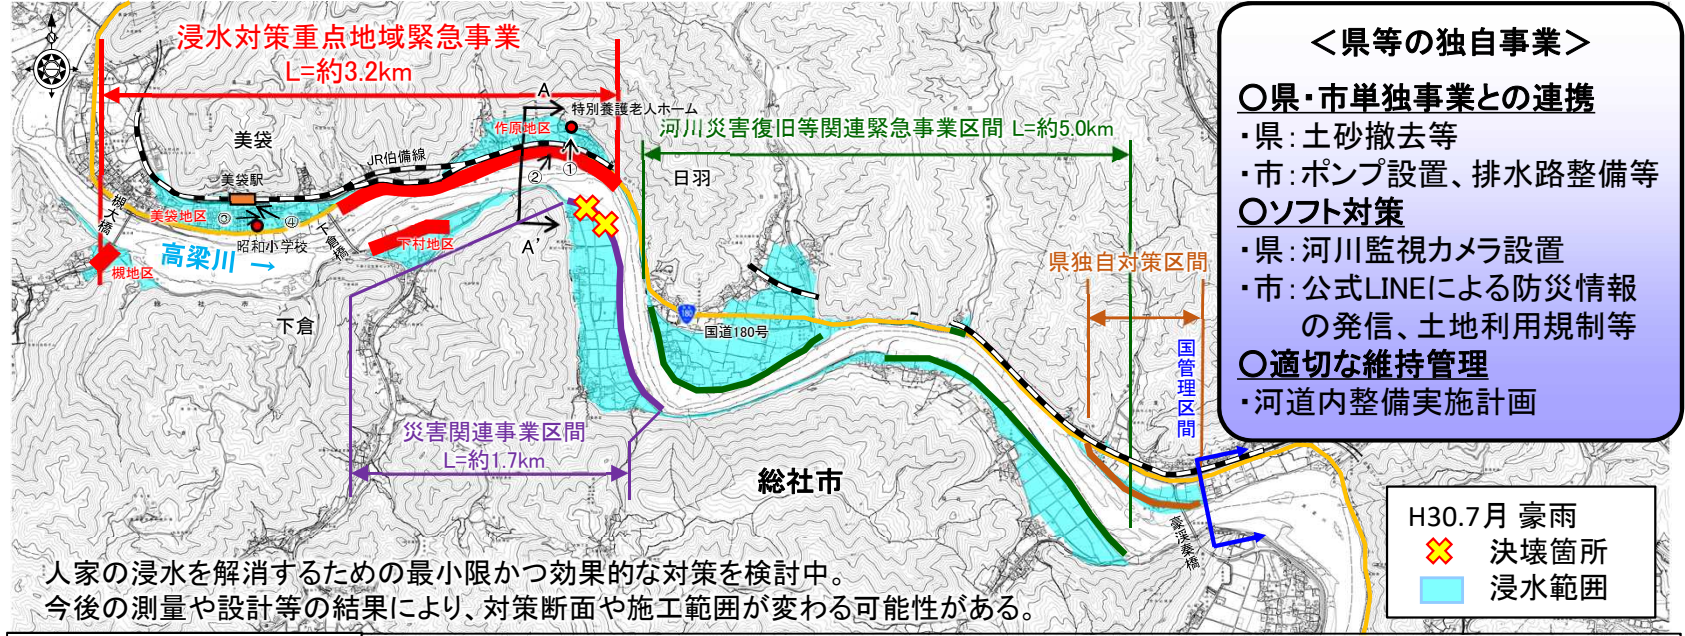 浸水対策重点地域緊急事業
L=約3.2km
A
特別養護老人ホーム
作原地区
河川災害復旧等関連緊急事業区間 L=約5.0km
美袋
JR伯備線
①
②
日羽
美袋駅
美袋地区
③
④
昭和小学校
槻大橋
下倉橋
下村地区
A'
高梁川 →
槻地区
下倉
180
国道180号
県独自対策区間
国管理区間
災害関連事業区間
L=約1.7km
総社市
豪渓秦橋
人家の浸水を解消するための最小限かつ効果的な対策を検討中。
今後の測量や設計等の結果により、対策断面や施工範囲が変わる可能性がある。
＜県等の独自事業＞
〇県・市単独事業との連携
・県：土砂撤去等
・市：ポンプ設置、排水路整備等
〇ソフト対策
・県：河川監視カメラ設置
・市：公式LINEによる防災情報
の発信、土地利用規制等
〇適切な維持管理
・河道内整備実施計画
H30.7月 豪雨
決壊箇所
浸水範囲